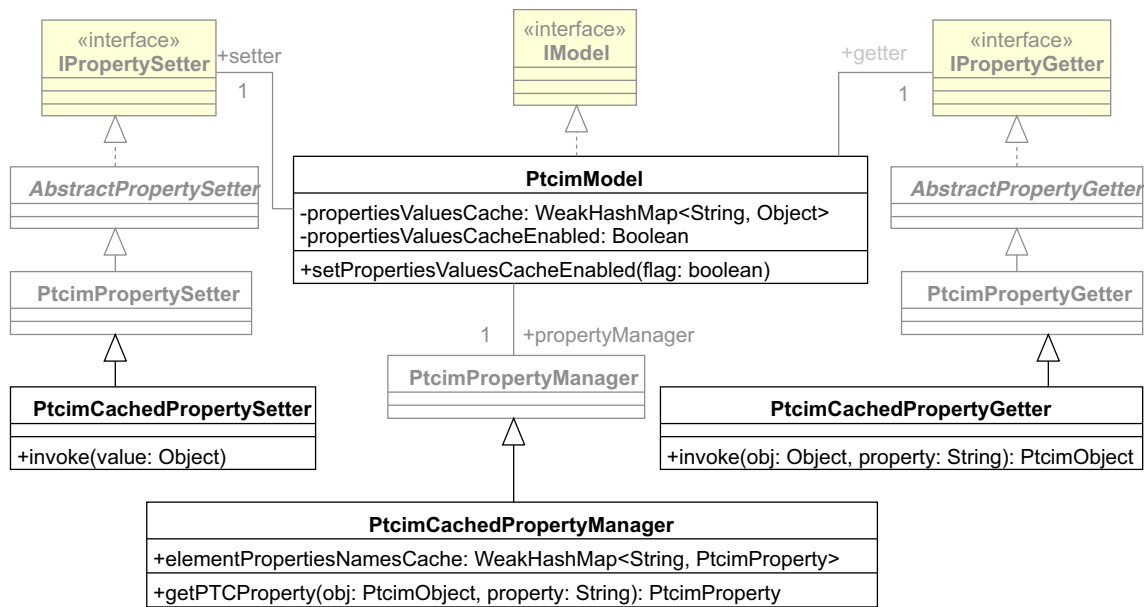 «interface»
IPropertySetter
+setter
1
«interface»
IModel
+getter
1
«interface»
IPropertyGetter
AbstractPropertySetter
PtcimModel
-propertiesValuesCache: WeakHashMap<String, Object>
-propertiesValuesCacheEnabled: Boolean
+setPropertiesValuesCacheEnabled(flag: boolean)
AbstractPropertyGetter
PtcimPropertySetter
PtcimPropertyGetter
1 +propertyManager
PtcimPropertyManager
PtcimCachedPropertySetter
+invoke(value: Object)
PtcimCachedPropertyGetter
+invoke(obj: Object, property: String): PtcimObject
PtcimCachedPropertyManager
+elementPropertiesNamesCache: WeakHashMap<String, PtcimProperty>
+getPTCProperty(obj: PtcimObject, property: String): PtcimProperty